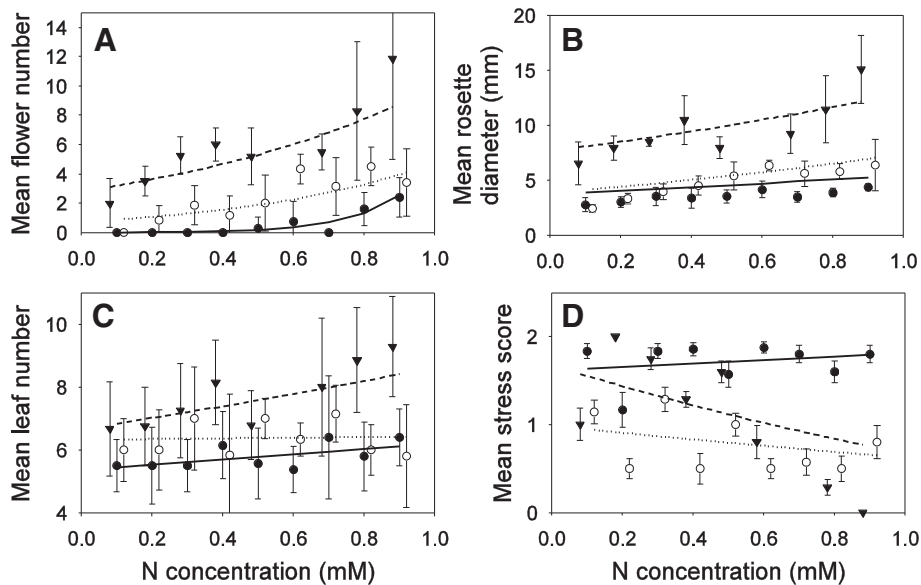 A
Mean flower number
14
12
10
8
6
4
2
0
0.0 0.2 0.4 0.6 0.8 1.0
B
Mean rosette
diameter (mm)
20
15
10
5
0
0.0 0.2 0.4 0.6 0.8 1.0
C
Mean leaf number
10
8
6
4
0.0 0.2 0.4 0.6 0.8 1.0
N concentration (mM)
D
Mean stress score
2
1
0
0.0 0.2 0.4 0.6 0.8 1.0
N concentration (mM)